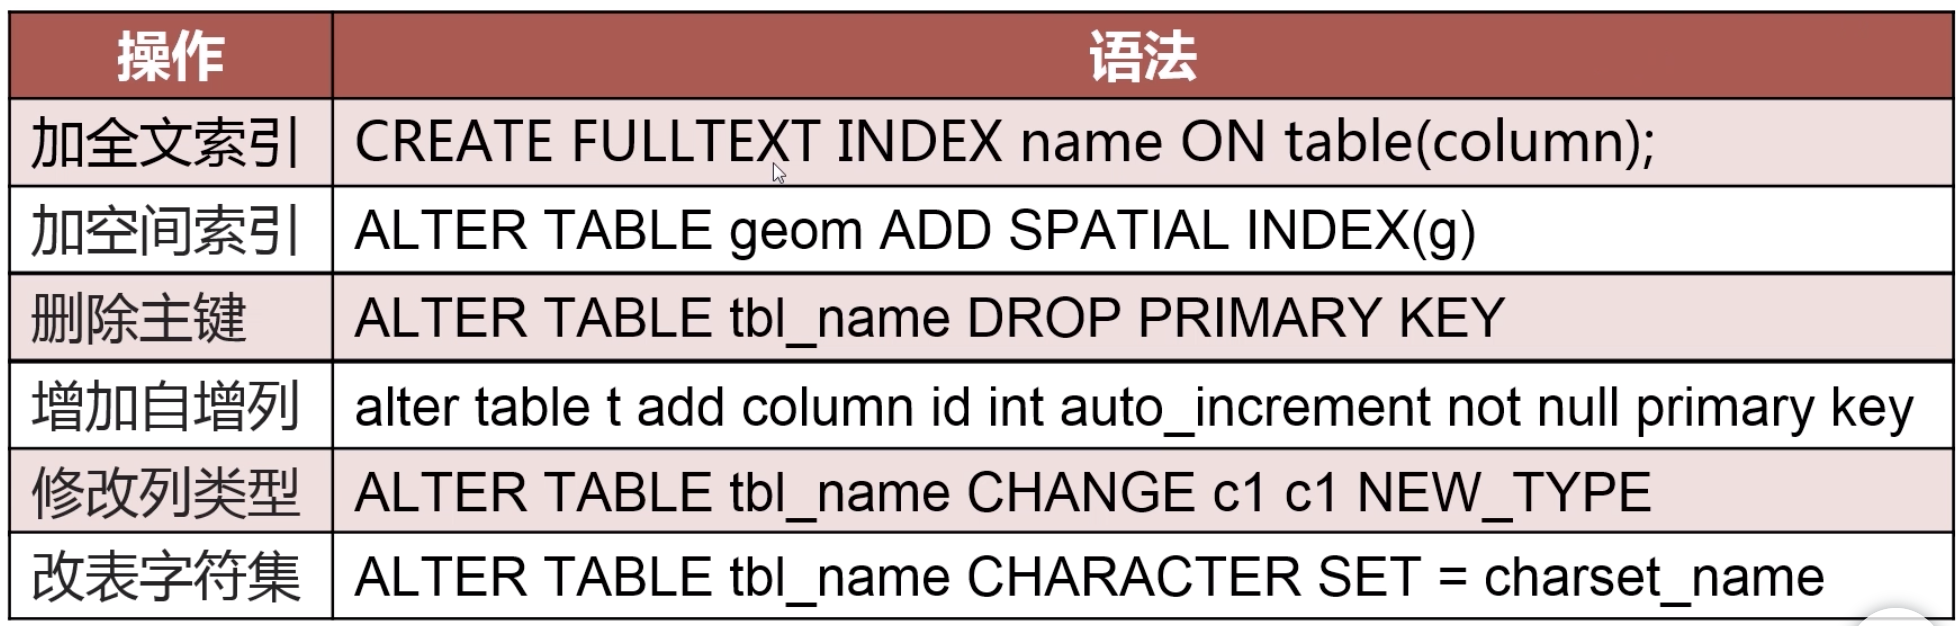 操作 语法
加全文索引 CREATE FULLTEXT INDEX name ON table(column);
加空间索引 ALTER TABLE geom ADD SPATIAL INDEX(g)
删除主键 ALTER TABLE tbl_name DROP PRIMARY KEY
增加自增列 alter table t add column id int auto_increment not null primary key
修改列类型 ALTER TABLE tbl_name CHANGE c1 c1 NEW_TYPE
改表字符集 ALTER TABLE tbl_name CHARACTER SET = charset_name